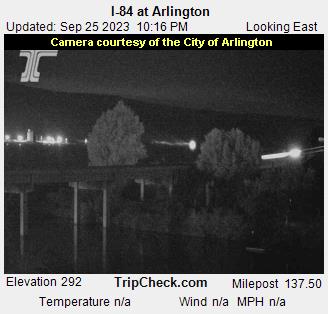 I-84 at Arlington
Updated: Sep 25 2023 10:16 PM Looking East
Camera courtesy of the City of Arlington
Elevation 292 TripCheck.com Milepost 137.50
Temperature n/a Wind n/a MPH n/a